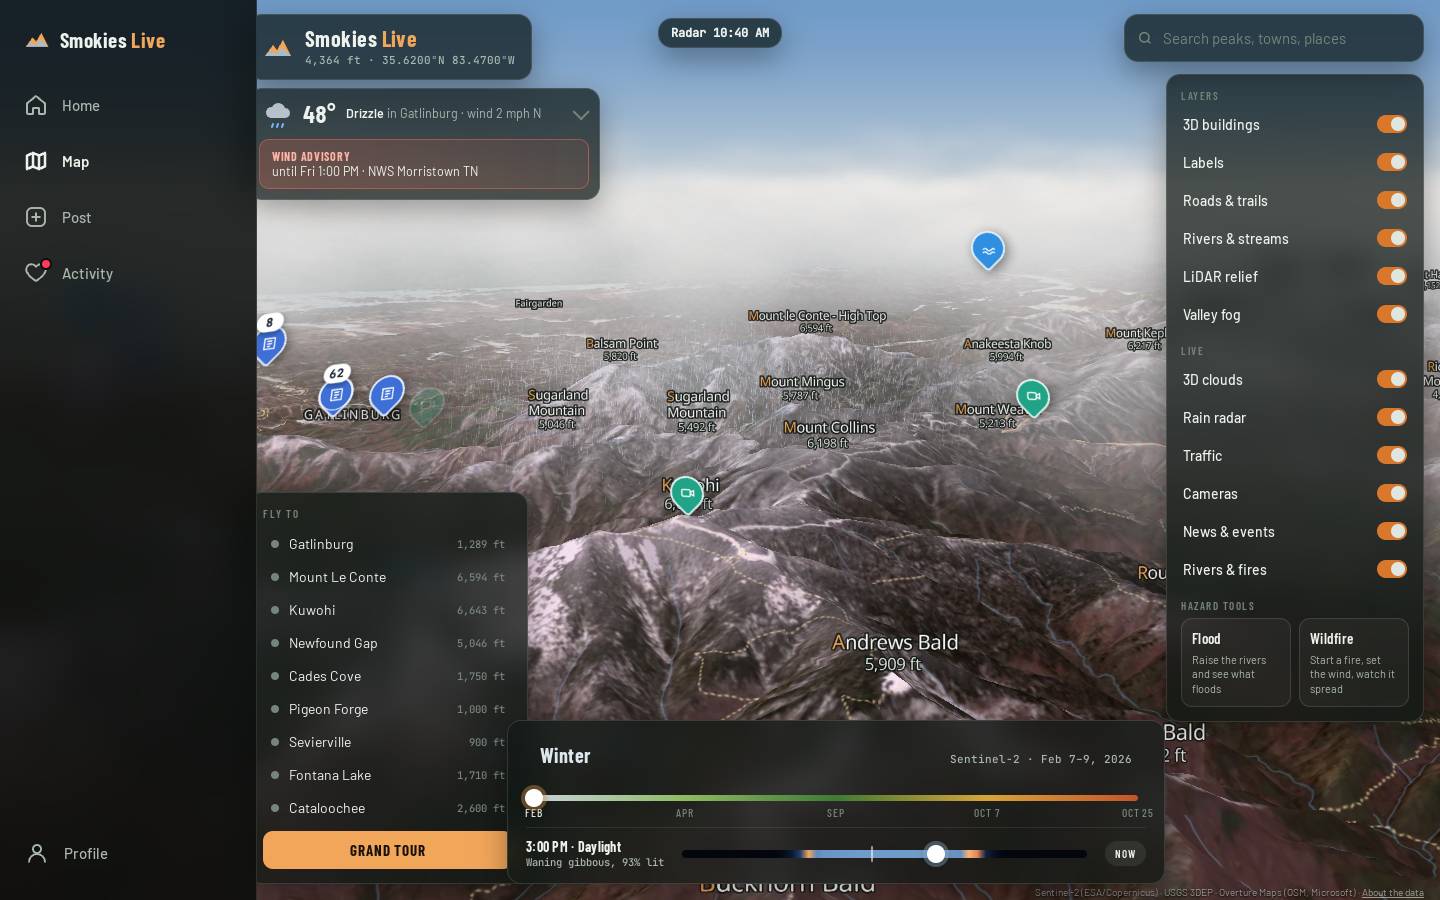 Smokies Live
Home
Map
Post
Activity
Profile
Smokies Live
4,364 ft · 35.6200°N 83.4700°W
48° Drizzle in Gatlinburg · wind 2 mph N
WIND ADVISORY
until Fri 1:00 PM · NWS Morristown TN
Radar 10:40 AM
Search peaks, towns, places
Fairgarden
Mount le Conte - High Top
6,594 ft
Balsam Point
5,820 ft
Anakeesta Knob
5,994 ft
Mount Keph
6,217 ft
8
62
GATLINBURG
Sugarland
Mountain
5,046 ft
Sugarland
Mountain
5,492 ft
Mount Mingus
5,787 ft
Mount Collins
6,198 ft
Mount Wea
5,213 ft
Andrews Bald
5,909 ft
Rou
Bald
2 ft
Buckhorn Bald
FLY TO
Gatlinburg 1,289 ft
Mount Le Conte 6,594 ft
Kuwohi 6,643 ft
Newfound Gap 5,046 ft
Cades Cove 1,750 ft
Pigeon Forge 1,000 ft
Sevierville 900 ft
Fontana Lake 1,710 ft
Cataloochee 2,600 ft
GRAND TOUR
Winter
Sentinel-2 · Feb 7–9, 2026
FEB APR SEP OCT 7 OCT 25
3:00 PM · Daylight
Waning gibbous, 93% lit
NOW
LAYERS
3D buildings
Labels
Roads & trails
Rivers & streams
LiDAR relief
Valley fog
LIVE
3D clouds
Rain radar
Traffic
Cameras
News & events
Rivers & fires
HAZARD TOOLS
Flood
Raise the rivers
and see what
floods
Wildfire
Start a fire, set
the wind, watch it
spread
Sentinel-2 (ESA/Copernicus) · USGS 3DEP · Overture Maps (OSM, Microsoft) · About the data